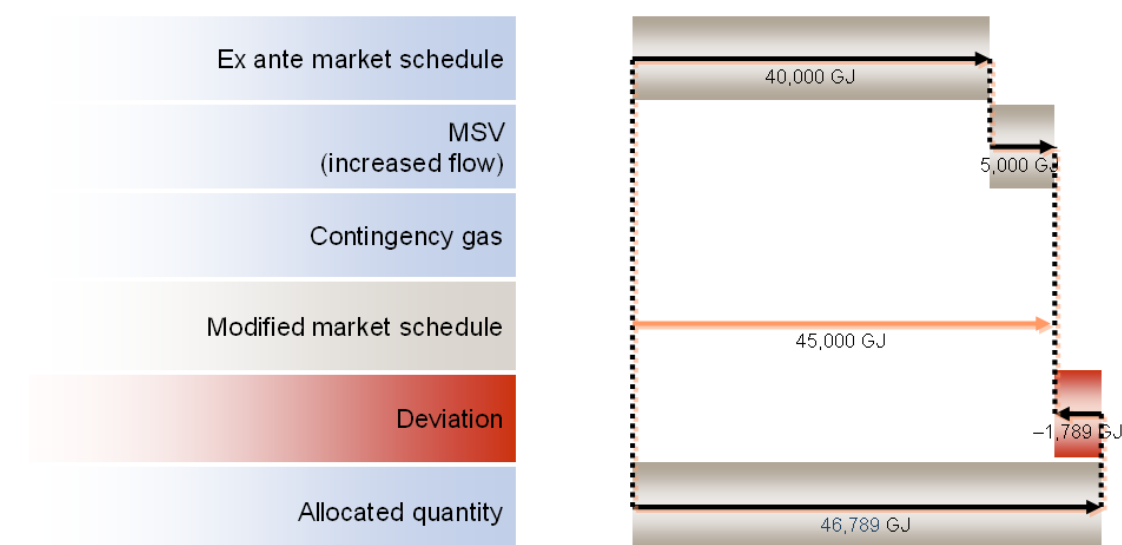 Ex ante market schedule
40,000 GJ
MSV
(increased flow)
5,000 GJ
Contingency gas
Modified market schedule
45,000 GJ
Deviation
–1,789 GJ
Allocated quantity
46,789 GJ